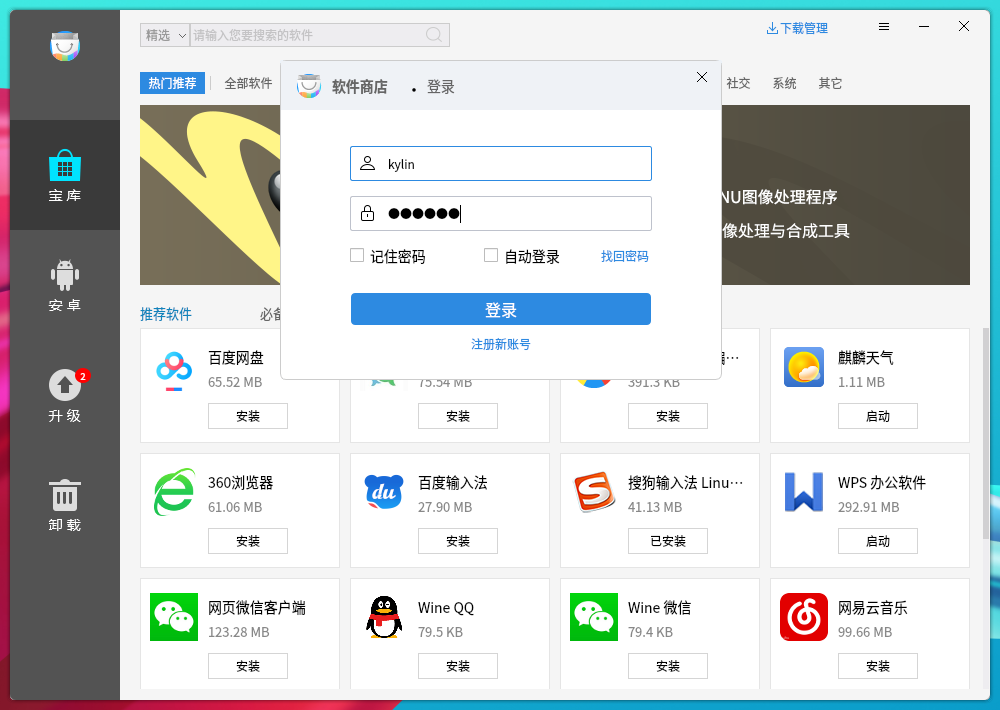 精选
请输入您要搜索的软件
下载管理
热门推荐
全部软件
社交
系统
其它
软件商店
登录
kylin
记住密码
自动登录
找回密码
登录
注册新账号
宝库
安卓
2
升级
卸载
NU图像处理程序
像处理与合成工具
推荐软件
必备
百度网盘
65.52 MB
安装
75.54 MB
安装
391.3 KB
安装
麒麟天气
1.11 MB
启动
360浏览器
61.06 MB
安装
du
百度输入法
27.90 MB
安装
搜狗输入法 Linu…
41.13 MB
已安装
WPS 办公软件
292.91 MB
启动
网页微信客户端
123.28 MB
安装
Wine QQ
79.5 KB
安装
Wine 微信
79.4 KB
安装
网易云音乐
99.66 MB
安装